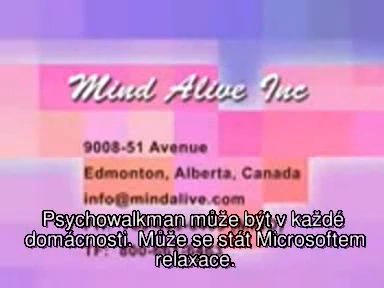 Mind Alive Inc
9008-51 Avenue
Edmonton, Alberta, Canada
info@mindalive.com
Psychowalkman může být v každé
domácnosti. Může se stát Microsoftem
relaxace.